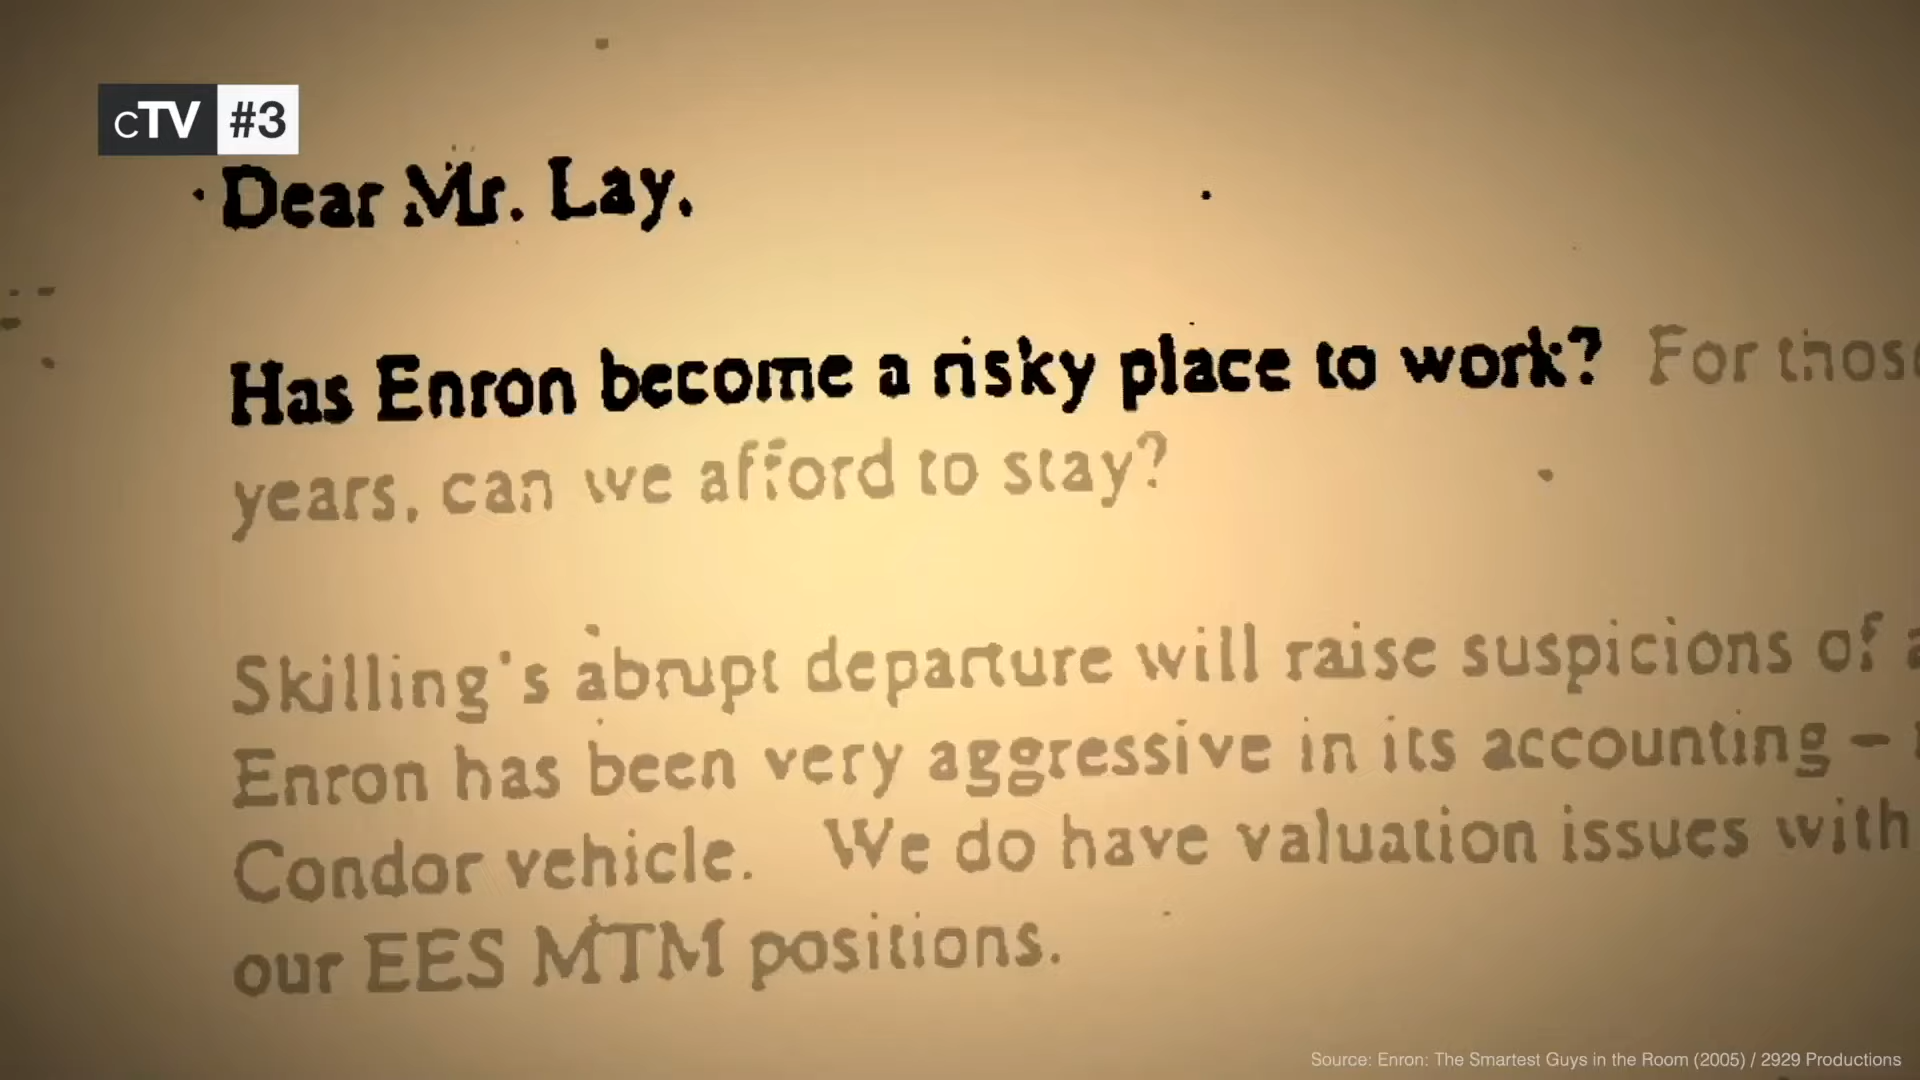 cTV #3
Dear Mr. Lay,
Has Enron become a risky place to work? For those
years, can we afford to stay?
Skilling's abrupt departure will raise suspicions of a
Enron has been very aggressive in its accounting –
Condor vehicle. We do have valuation issues with
our EES MTM positions.
Source: Enron: The Smartest Guys in the Room (2005) / 2929 Productions